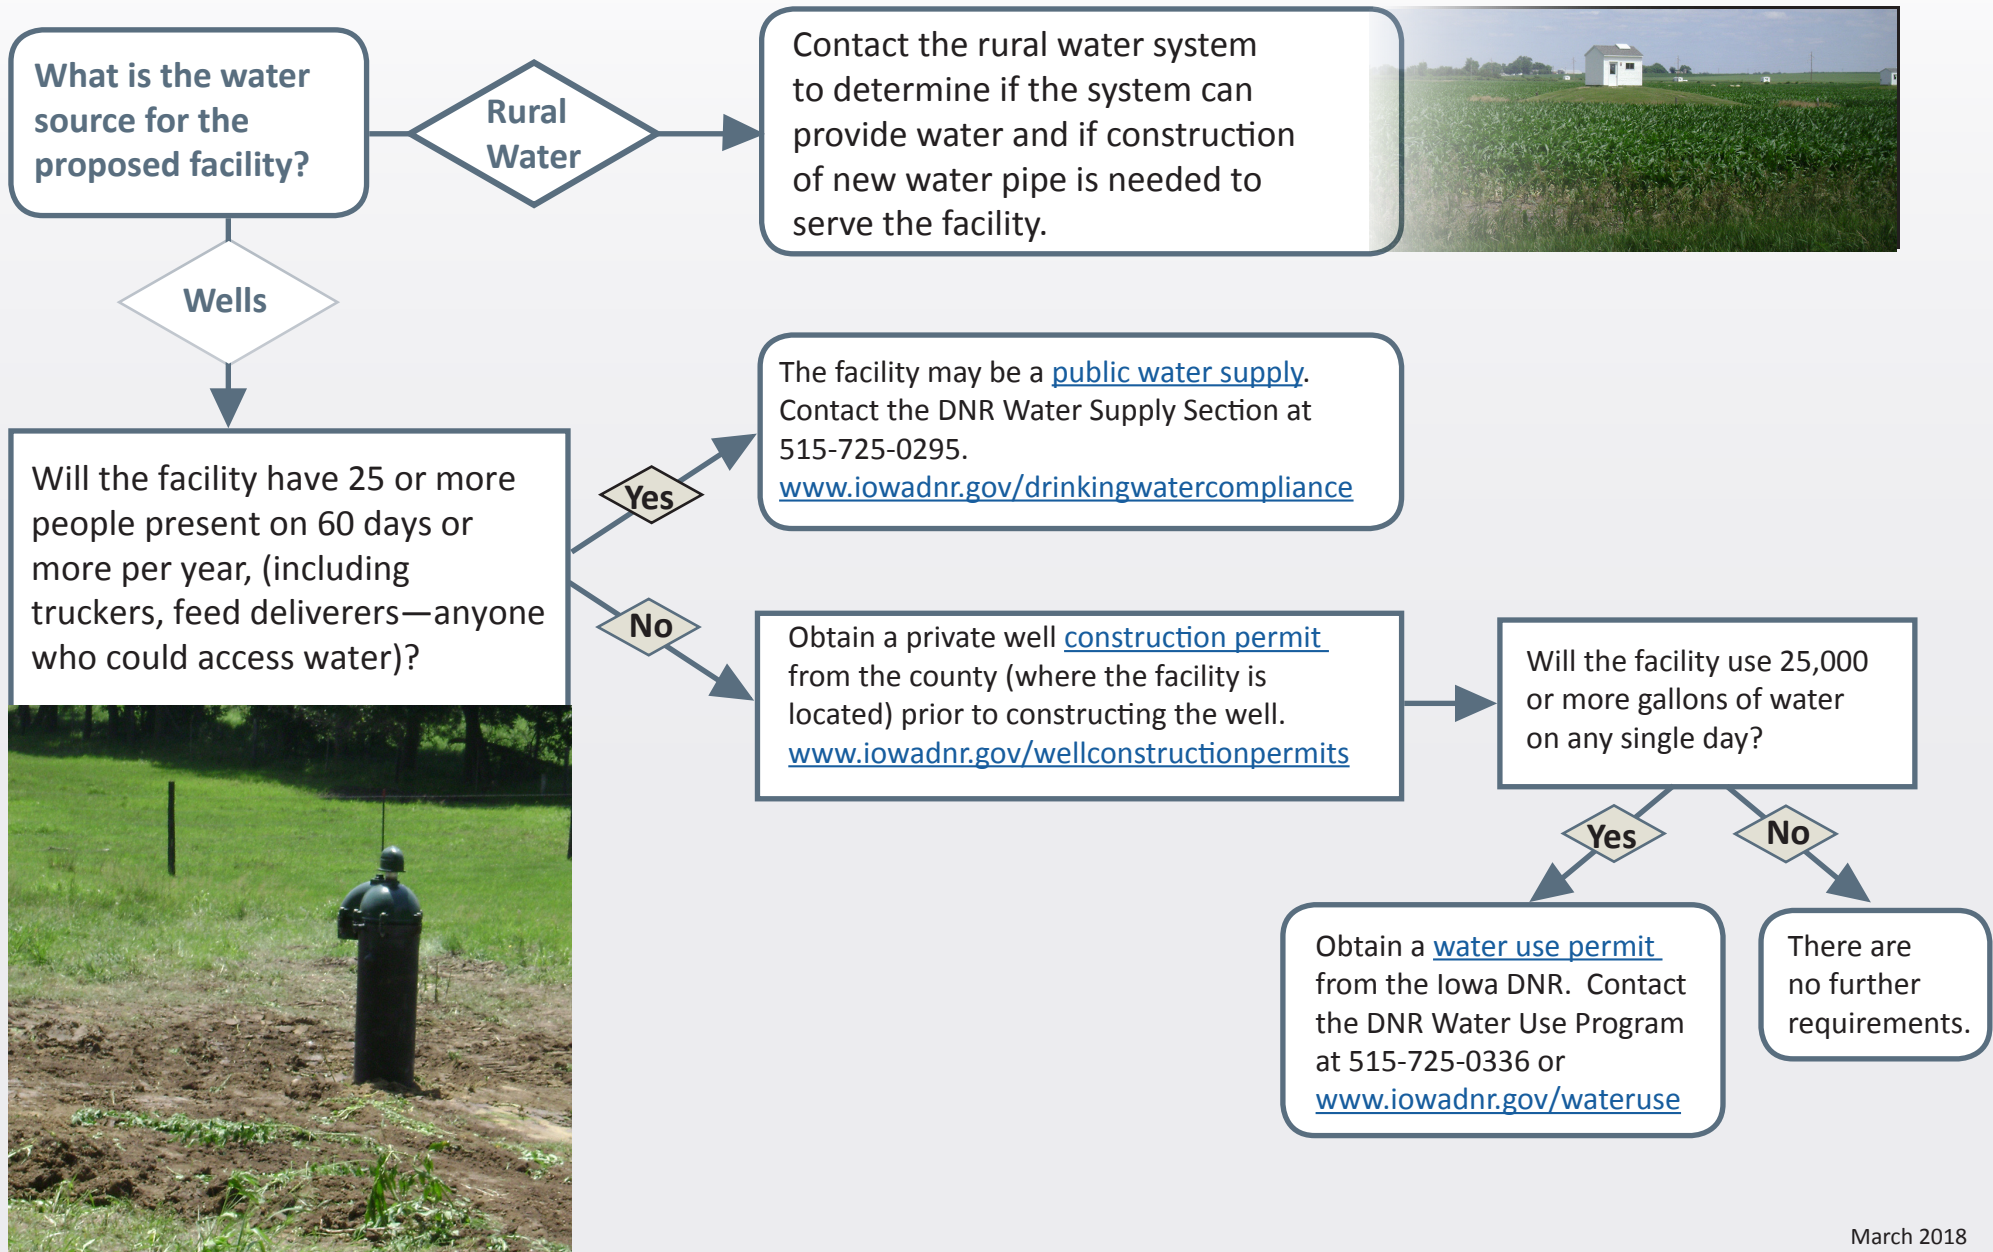 What is the water
source for the
proposed facility?
Rural
Water
Contact the rural water system
to determine if the system can
provide water and if construction
of new water pipe is needed to
serve the facility.
Wells
Will the facility have 25 or more
people present on 60 days or
more per year, (including
truckers, feed deliverers—anyone
who could access water)?
Yes
The facility may be a public water supply.
Contact the DNR Water Supply Section at
515-725-0295.
www.iowadnr.gov/drinkingwatercompliance
No
Obtain a private well construction permit
from the county (where the facility is
located) prior to constructing the well.
www.iowadnr.gov/wellconstructionpermits
Will the facility use 25,000
or more gallons of water
on any single day?
Yes
Obtain a water use permit
from the Iowa DNR.  Contact
the DNR Water Use Program
at 515-725-0336 or
www.iowadnr.gov/wateruse
No
There are
no further
requirements.
March 2018